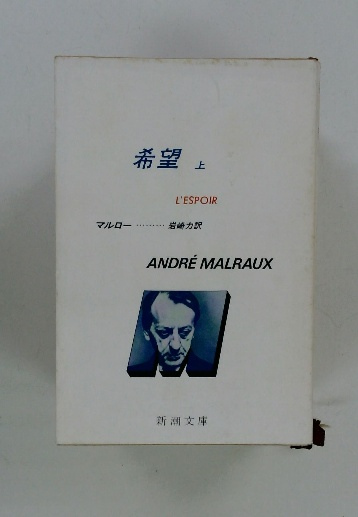 希望 上
L'ESPOIR
マルロー ……… 岩崎力訳
ANDRÉ MALRAUX
新潮文庫